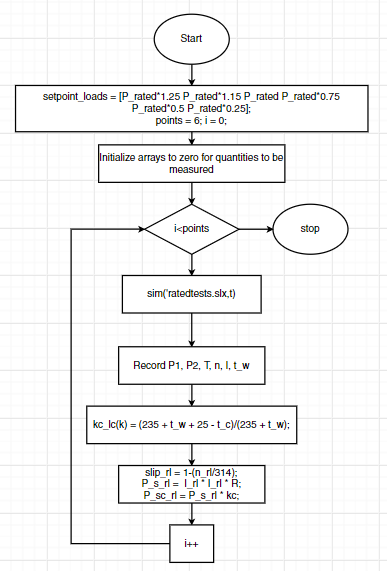 Start
setpoint_loads = [P_rated*1.25 P_rated*1.15 P_rated P_rated*0.75
P_rated*0.5 P_rated*0.25];
points = 6; i = 0;
Initialize arrays to zero for quantities to be
measured
i<points
stop
sim('ratedtests.slx,t)
Record P1, P2, T, n, I, t_w
kc_lc(k) = (235 + t_w + 25 - t_c)/(235 + t_w);
slip_rl = 1-(n_rl/314);
P_s_rl = I_rl * I_rl * R;
P_sc_rl = P_s_rl * kc;
i++